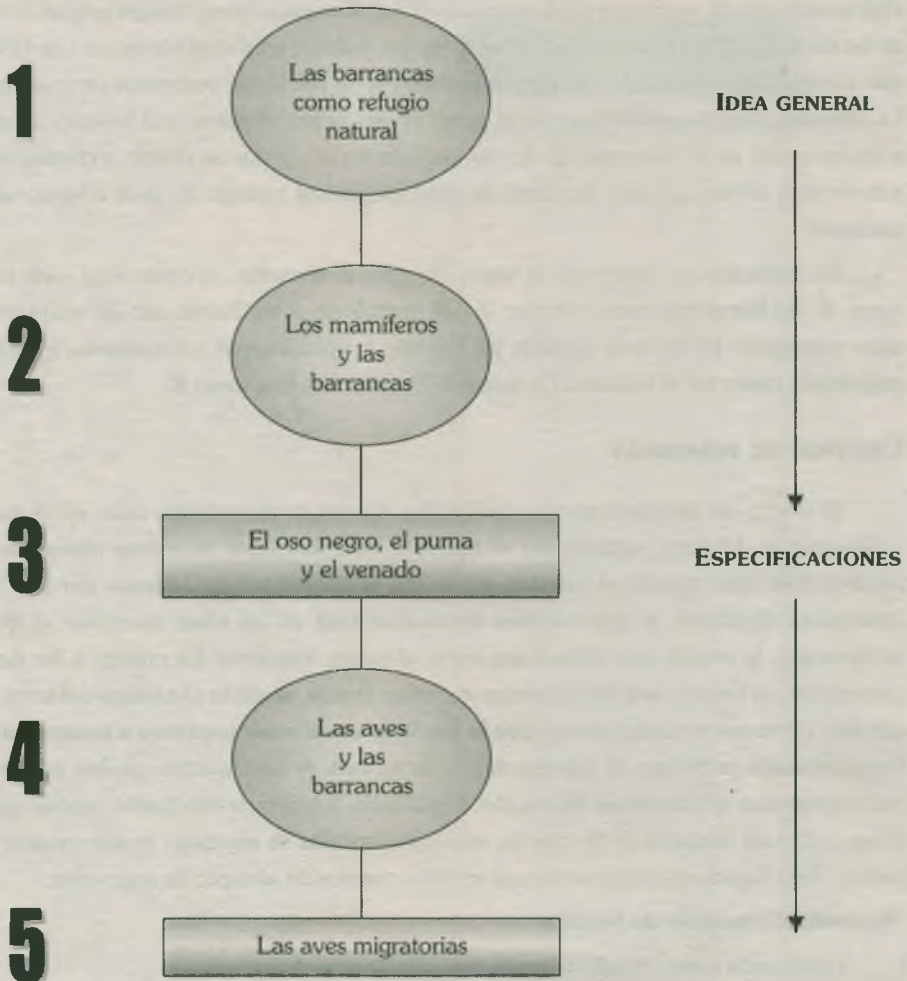 1
Las barrancas
como refugio
natural
IDEA GENERAL
2
Los mamíferos
y las
barrancas
3
El oso negro, el puma
y el venado
ESPECIFICACIONES
4
Las aves
y las
barrancas
5
Las aves migratorias